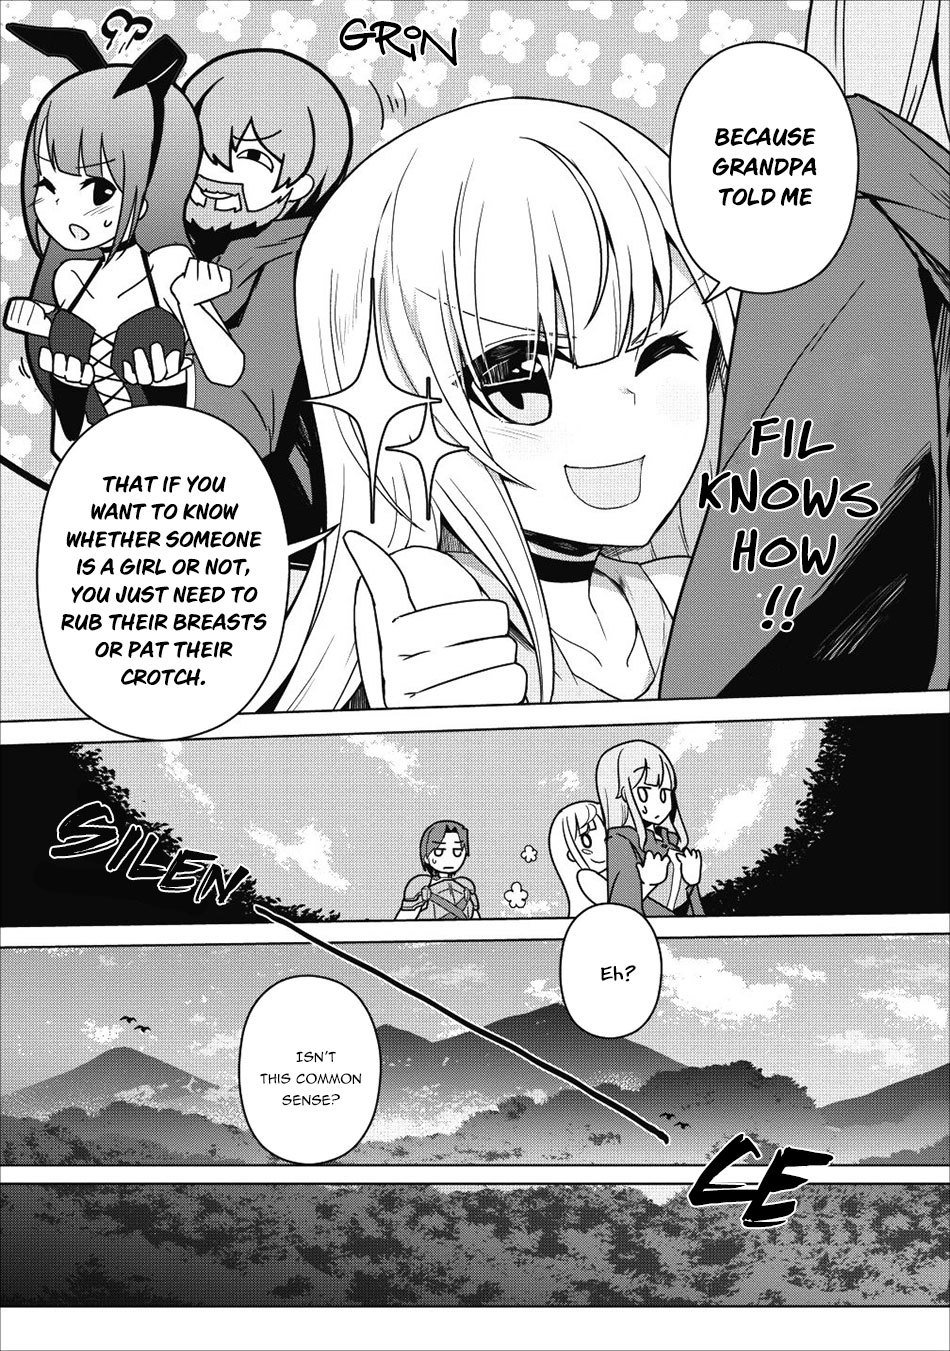 BECAUSE
GRANDPA
TOLD ME
GRIN
FIL
KNOWS
HOW
!!
THAT IF YOU
WANT TO KNOW
WHETHER SOMEONE
IS A GIRL OR NOT,
YOU JUST NEED TO
RUB THEIR BREASTS
OR PAT THEIR
CROTCH.
SILEN
CE
Eh?
ISN'T
THIS COMMON
SENSE?